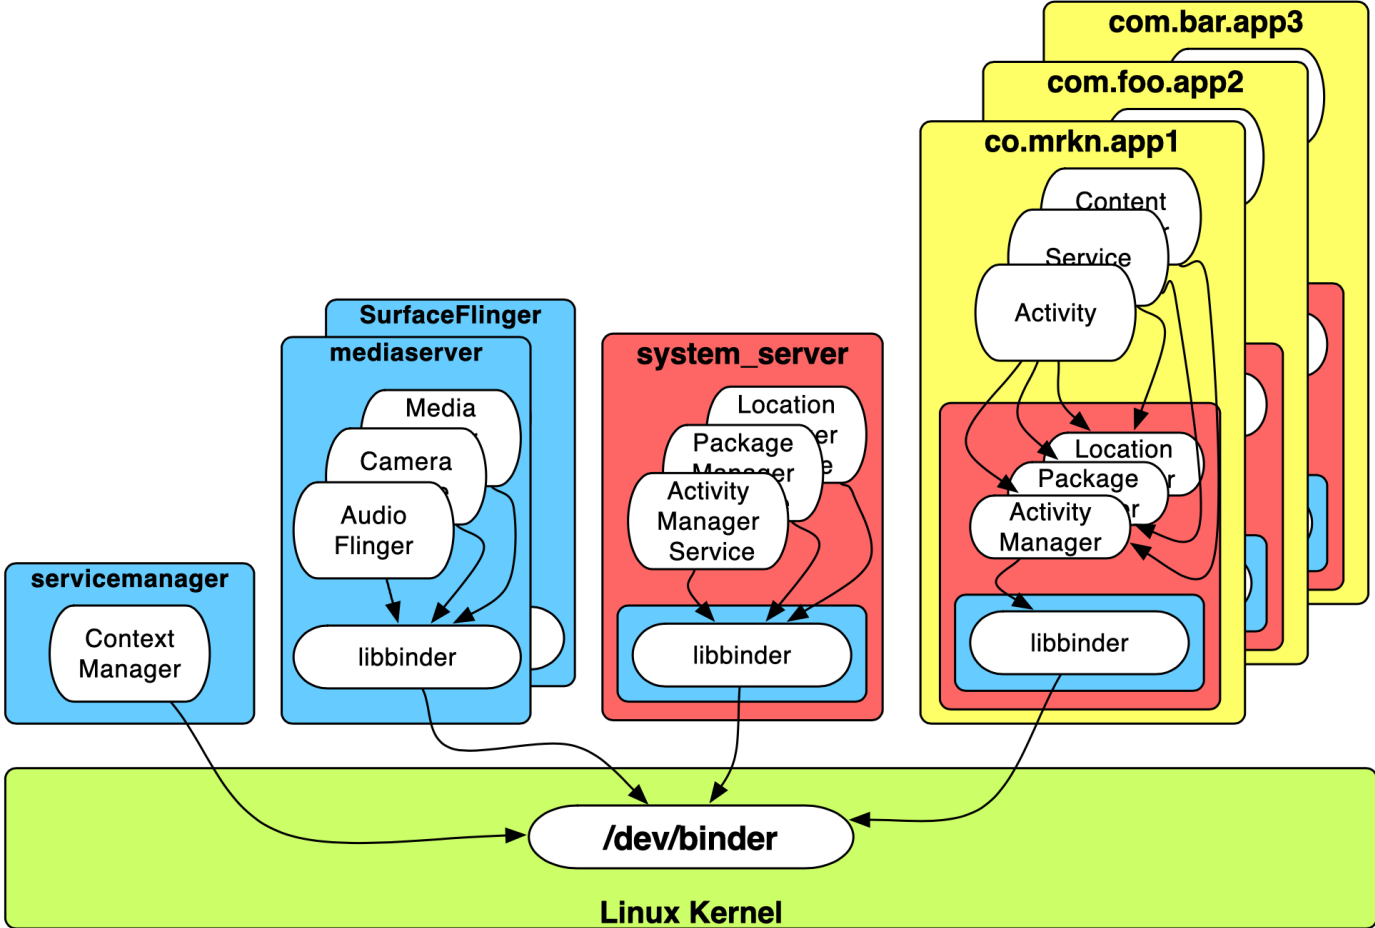 com.bar.app3
com.foo.app2
co.mrkn.app1
Content
Service
Activity
Location
Package
Activity
Manager
libbinder
SurfaceFlinger
mediaserver
Media
Camera
Audio
Flinger
libbinder
system_server
Location
Package
Manager
Activity
Manager
Service
libbinder
servicemanager
Context
Manager
/dev/binder
Linux Kernel